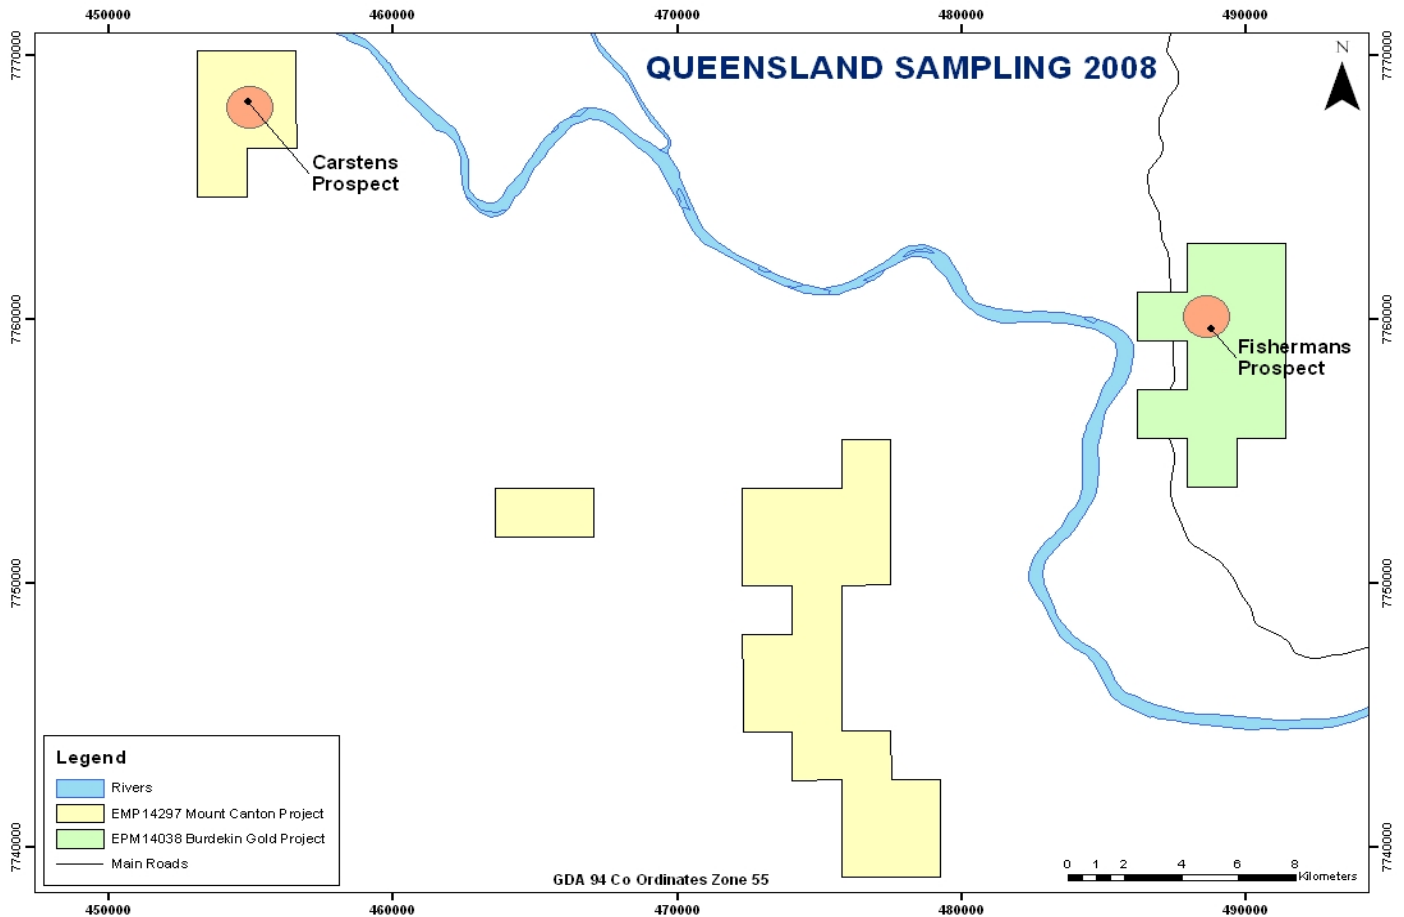 450000 460000 470000 480000 490000
7770000
7770000
QUEENSLAND SAMPLING 2008
N
Carstens
Prospect
7760000
7760000
Fishermans
Prospect
7750000
7750000
Legend
Rivers
EMP14297 Mount Canton Project
EPM14038 Burdekin Gold Project
Main Roads
7740000
7740000
0 1 2 4 6 8
Kilometers
GDA 94 Co Ordinates Zone 55
450000 460000 470000 480000 490000